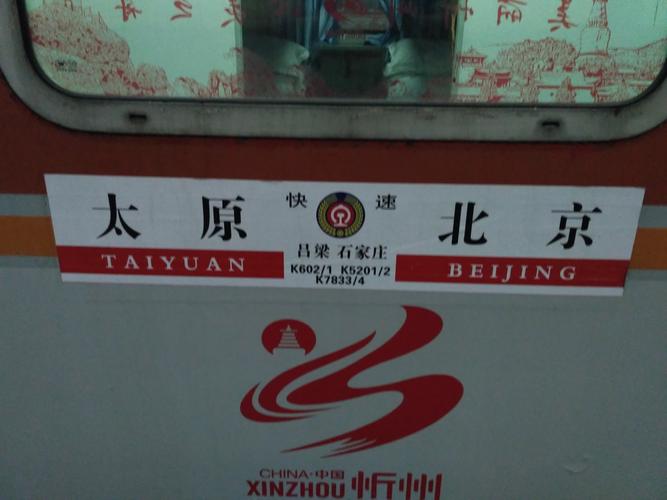 太原 快速 北京
吕梁 石家庄
TAIYUAN K602/1 K5201/2 BEIJING
K7833/4
CHINA·中国
XINZHOU 忻州